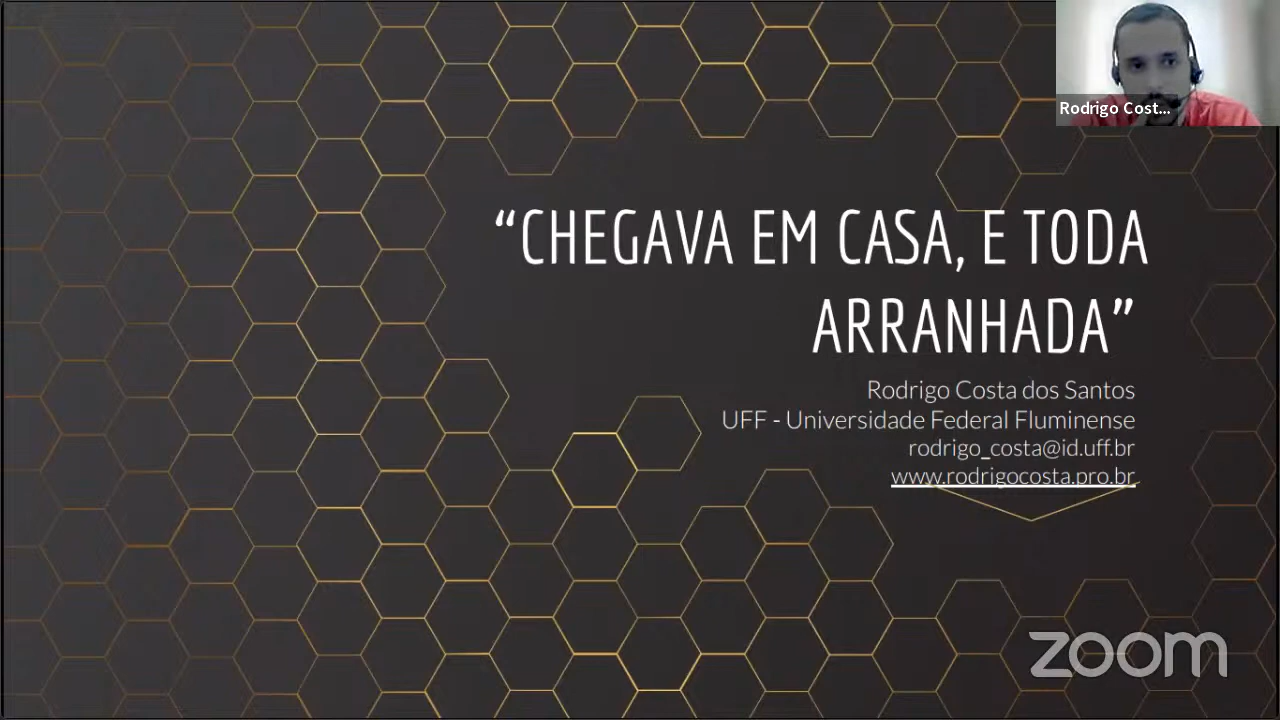 Rodrigo Cost...
“CHEGAVA EM CASA, E TODA
ARRANHADA”
Rodrigo Costa dos Santos
UFF - Universidade Federal Fluminense
rodrigo_costa@id.uff.br
www.rodrigocosta.pro.br
zoom